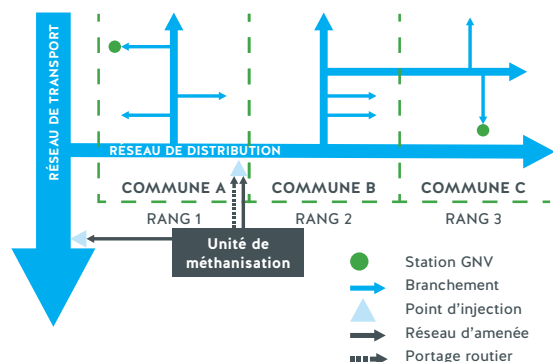 RÉSEAU DE TRANSPORT
RÉSEAU DE DISTRIBUTION
COMMUNE A
COMMUNE B
COMMUNE C
RANG 1
RANG 2
RANG 3
Unité de
méthanisation
Station GNV
Branchement
Point d'injection
Réseau d'amenée
Portage routier